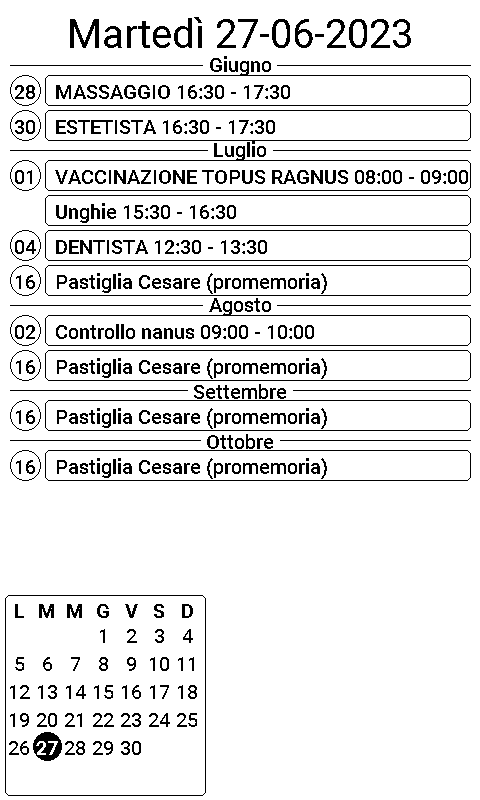 Martedì 27-06-2023
Giugno
28 MASSAGGIO 16:30 - 17:30
30 ESTETISTA 16:30 - 17:30
Luglio
01 VACCINAZIONE TOPUS RAGNUS 08:00 - 09:00
Unghie 15:30 - 16:30
04 DENTISTA 12:30 - 13:30
16 Pastiglia Cesare (promemoria)
Agosto
02 Controllo nanus 09:00 - 10:00
16 Pastiglia Cesare (promemoria)
Settembre
16 Pastiglia Cesare (promemoria)
Ottobre
16 Pastiglia Cesare (promemoria)
L M M G V S D
1 2 3 4
5 6 7 8 9 10 11
12 13 14 15 16 17 18
19 20 21 22 23 24 25
26 27 28 29 30